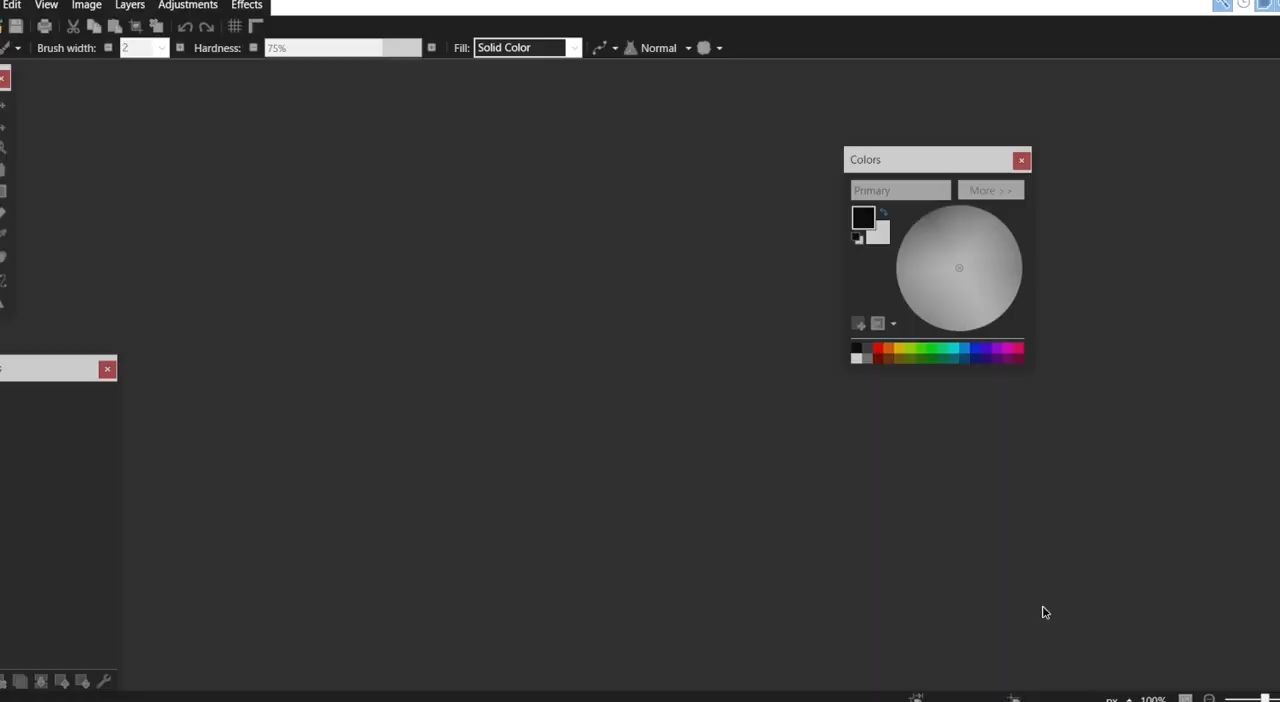 Edit View Image Layers Adjustments Effects
Brush width: 2 Hardness: 75% Fill: Solid Color Normal
Colors
Primary More >>
px 100%